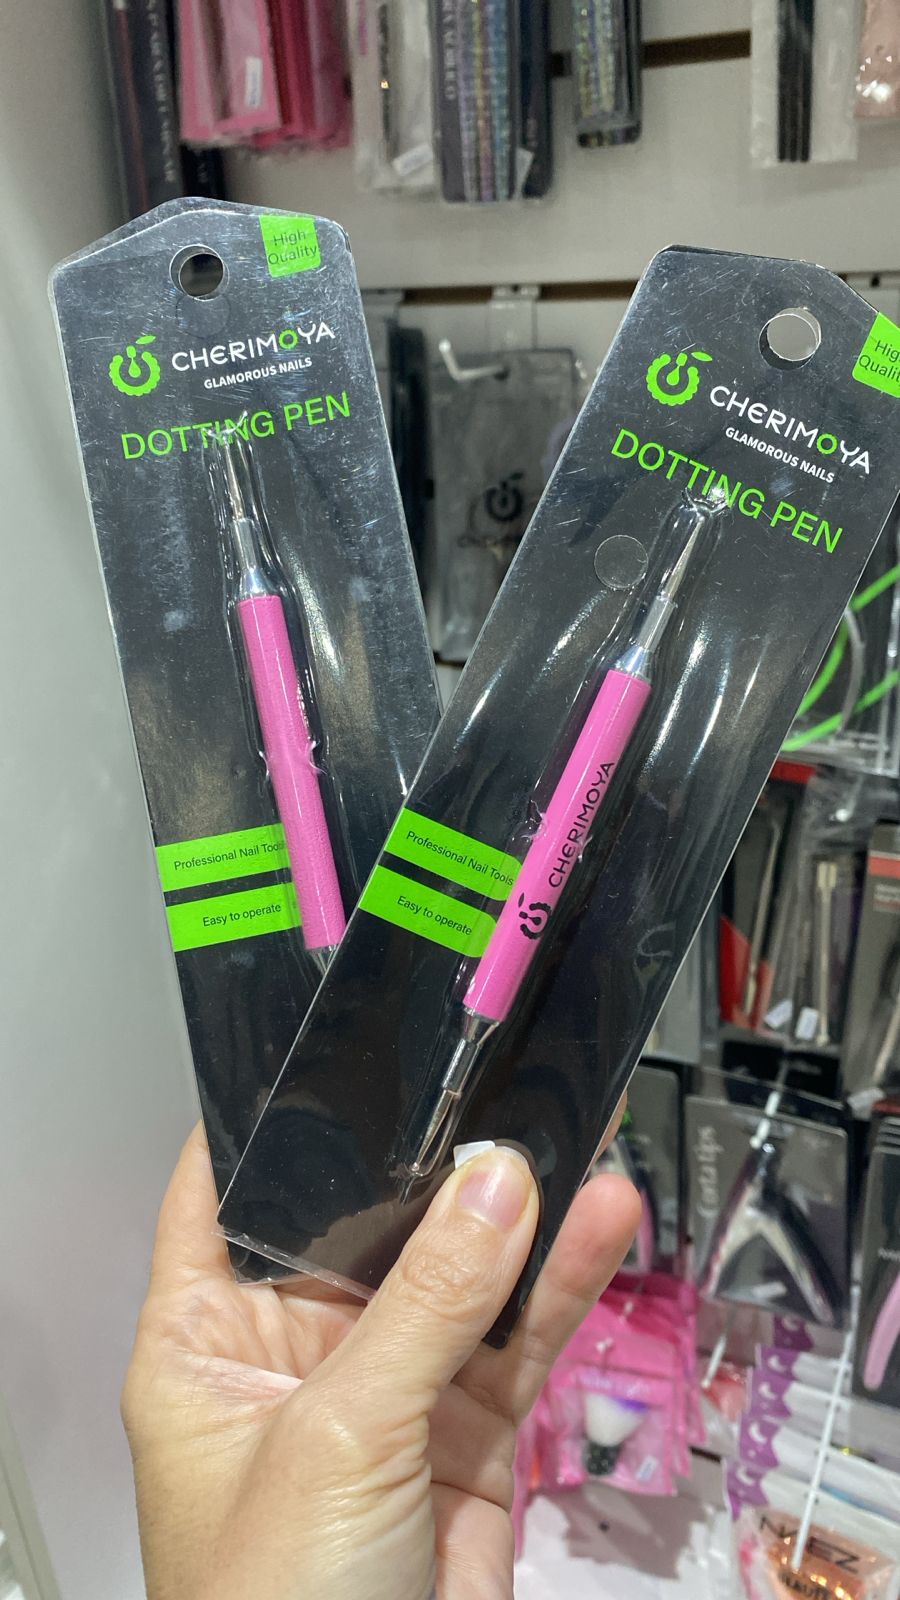 High
Quality
CHERIMOYA
GLAMOROUS NAILS
DOTTING PEN
Professional Nail Tools
Easy to operate
High
Quality
CHERIMOYA
GLAMOROUS NAILS
DOTTING PEN
CHERIMOYA
Professional Nail Tools
Easy to operate